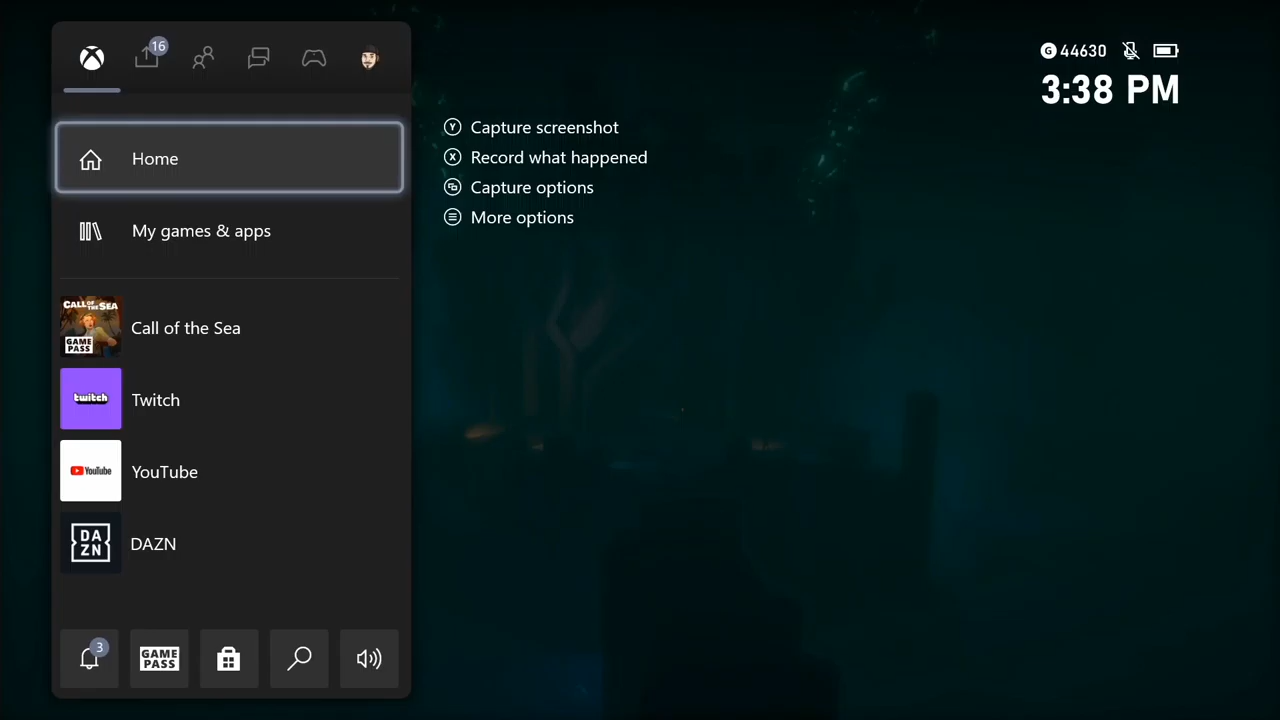 16
G 44630
3:38 PM
Y Capture screenshot
Home
X Record what happened
Capture options
More options
My games & apps
CALL OF THE SEA
GAME PASS
Call of the Sea
twitch
Twitch
YouTube
YouTube
DA
ZN
DAZN
3
GAME
PASS